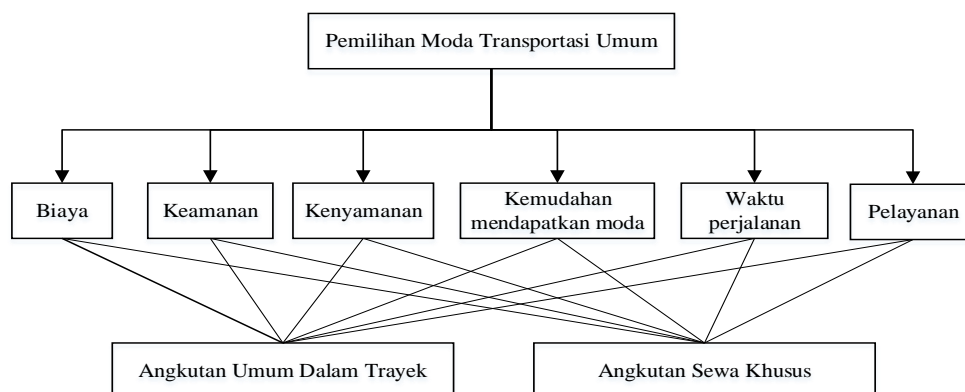 Pemilihan Moda Transportasi Umum
Biaya
Keamanan
Kenyamanan
Kemudahan
mendapatkan moda
Waktu
perjalanan
Pelayanan
Angkutan Umum Dalam Trayek
Angkutan Sewa Khusus